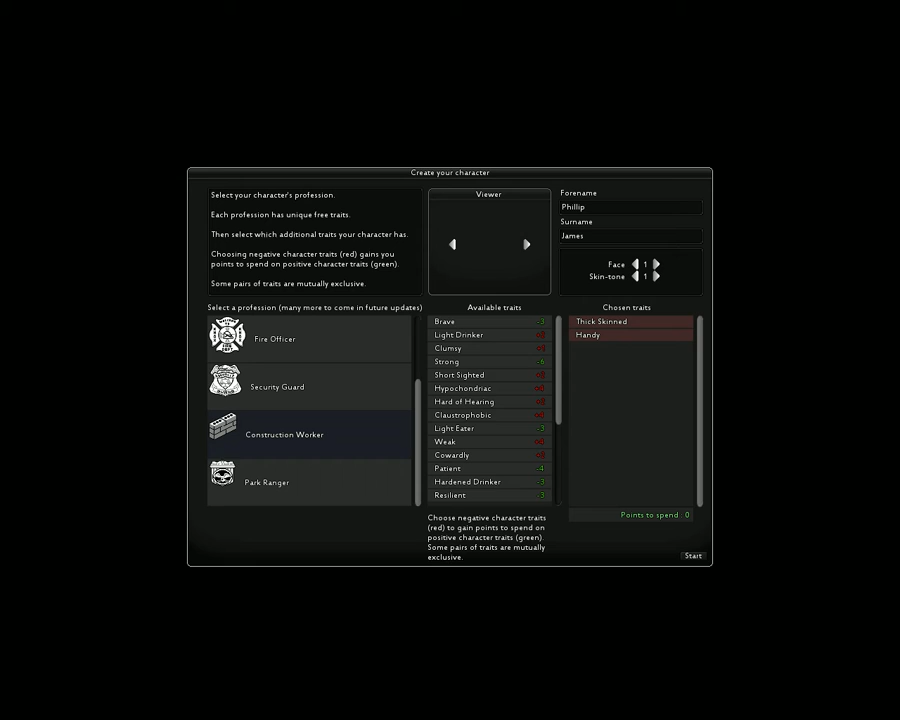 Create your character
Select your character's profession.
Each profession has unique free traits.
Then select which additional traits your character has.
Choosing negative character traits (red) gains you
points to spend on positive character traits (green).
Some pairs of traits are mutually exclusive.
Viewer
Forename
Phillip
Surname
James
Face 1
Skin-tone 1
Select a profession (many more to come in future updates)
Fire Officer
Security Guard
Construction Worker
Park Ranger
Available traits
Brave -3
Light Drinker
Clumsy
Strong -6
Short Sighted
Hypochondriac
Hard of Hearing
Claustrophobic
Light Eater -3
Weak
Cowardly
Patient -4
Hardened Drinker -3
Resilient -3
Choose negative character traits
(red) to gain points to spend on
positive character traits (green).
Some pairs of traits are mutually
exclusive.
Chosen traits
Thick Skinned
Handy
Points to spend : 0
Start